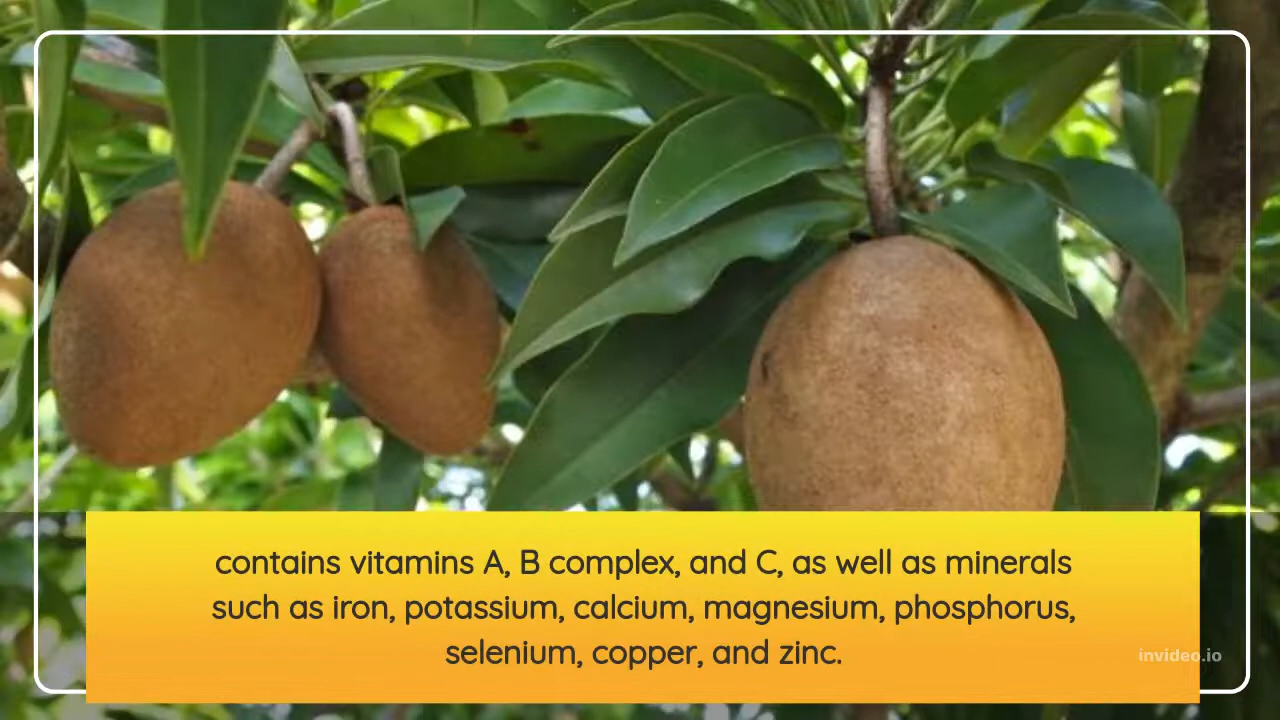 contains vitamins A, B complex, and C, as well as minerals
such as iron, potassium, calcium, magnesium, phosphorus,
selenium, copper, and zinc.
invideo.io